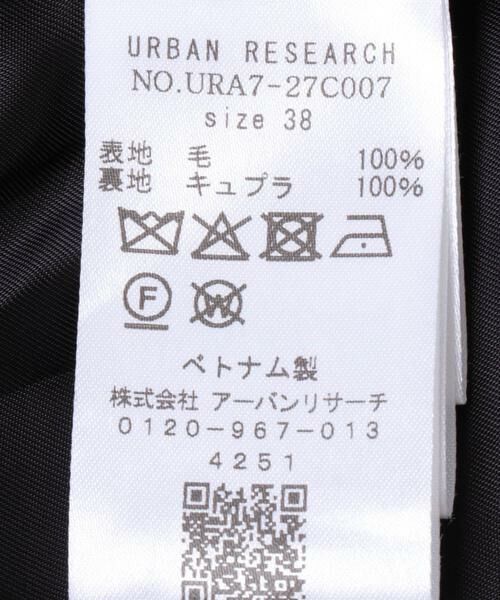 URBAN RESEARCH
NO.URA7-27C007
size 38
表地 毛 100%
裏地 キュプラ 100%
F
W
ベトナム製
株式会社 アーバンリサーチ
0120-967-013
4251